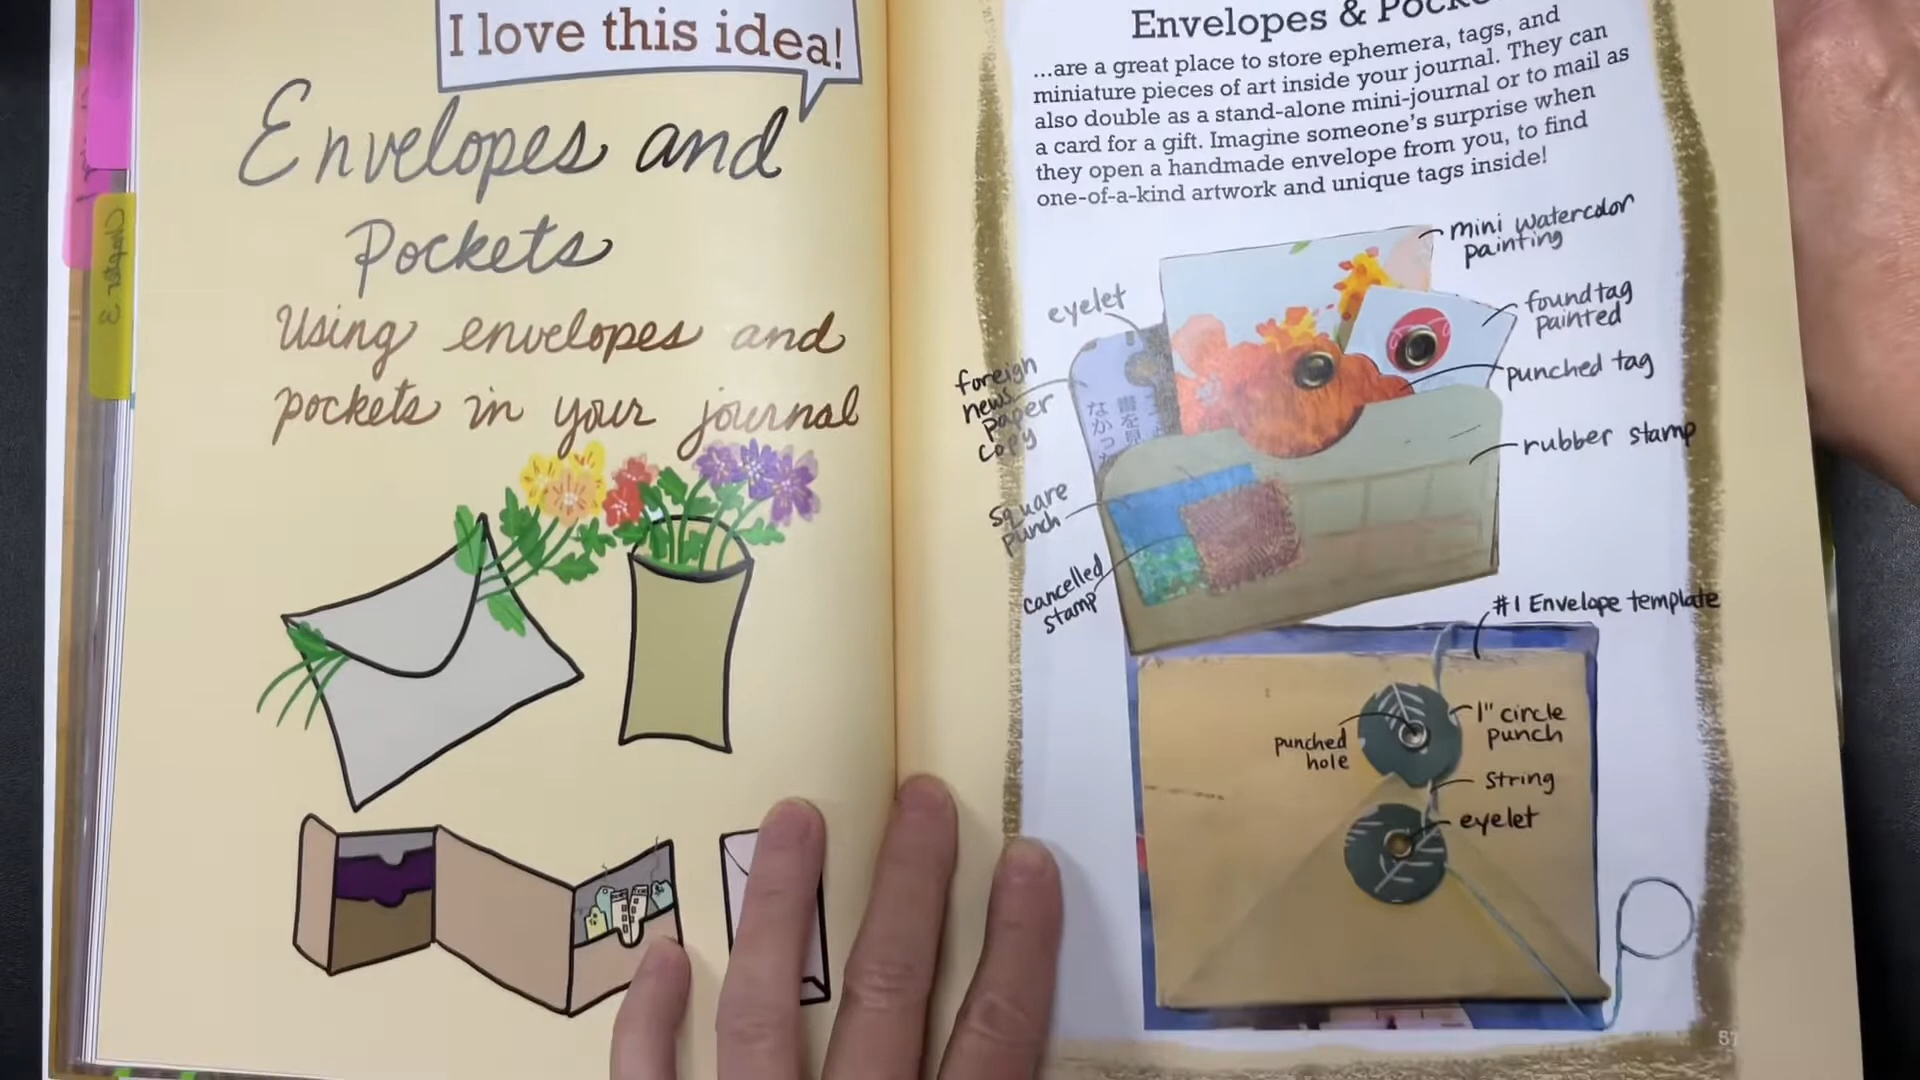 I love this idea!
Envelopes and
Pockets
Using envelopes and
pockets in your journal
Chapter 3
Envelopes &
...are a great place to store ephemera, tags, and
miniature pieces of art inside your journal. They can
also double as a stand-alone mini-journal or to mail as
a card for a gift. Imagine someone's surprise when
they open a handmade envelope from you, to find
one-of-a-kind artwork and unique tags inside!
mini watercolor
painting
eyelet
found tag
painted
foreign
news
paper
copy
punched tag
rubber stamp
square
punch
cancelled
stamp
#1 Envelope template
1" circle
punch
punched
hole
string
eyelet